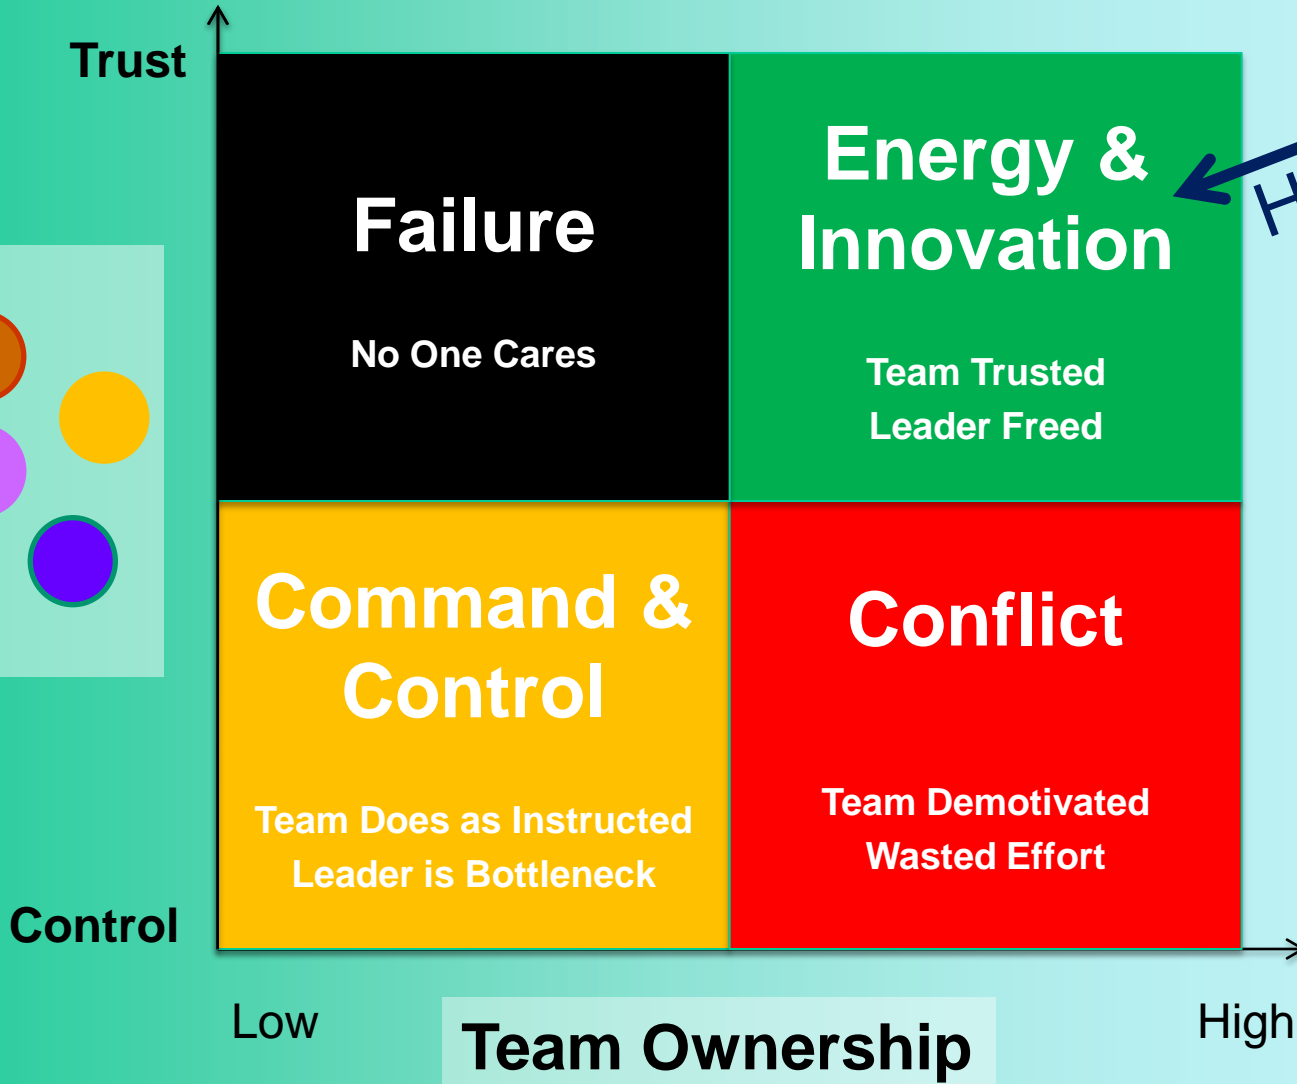 Trust
Failure
No One Cares
Energy &
Innovation
Team Trusted
Leader Freed
Command &
Control
Team Does as Instructed
Leader is Bottleneck
Conflict
Team Demotivated
Wasted Effort
Control
Low
Team Ownership
High